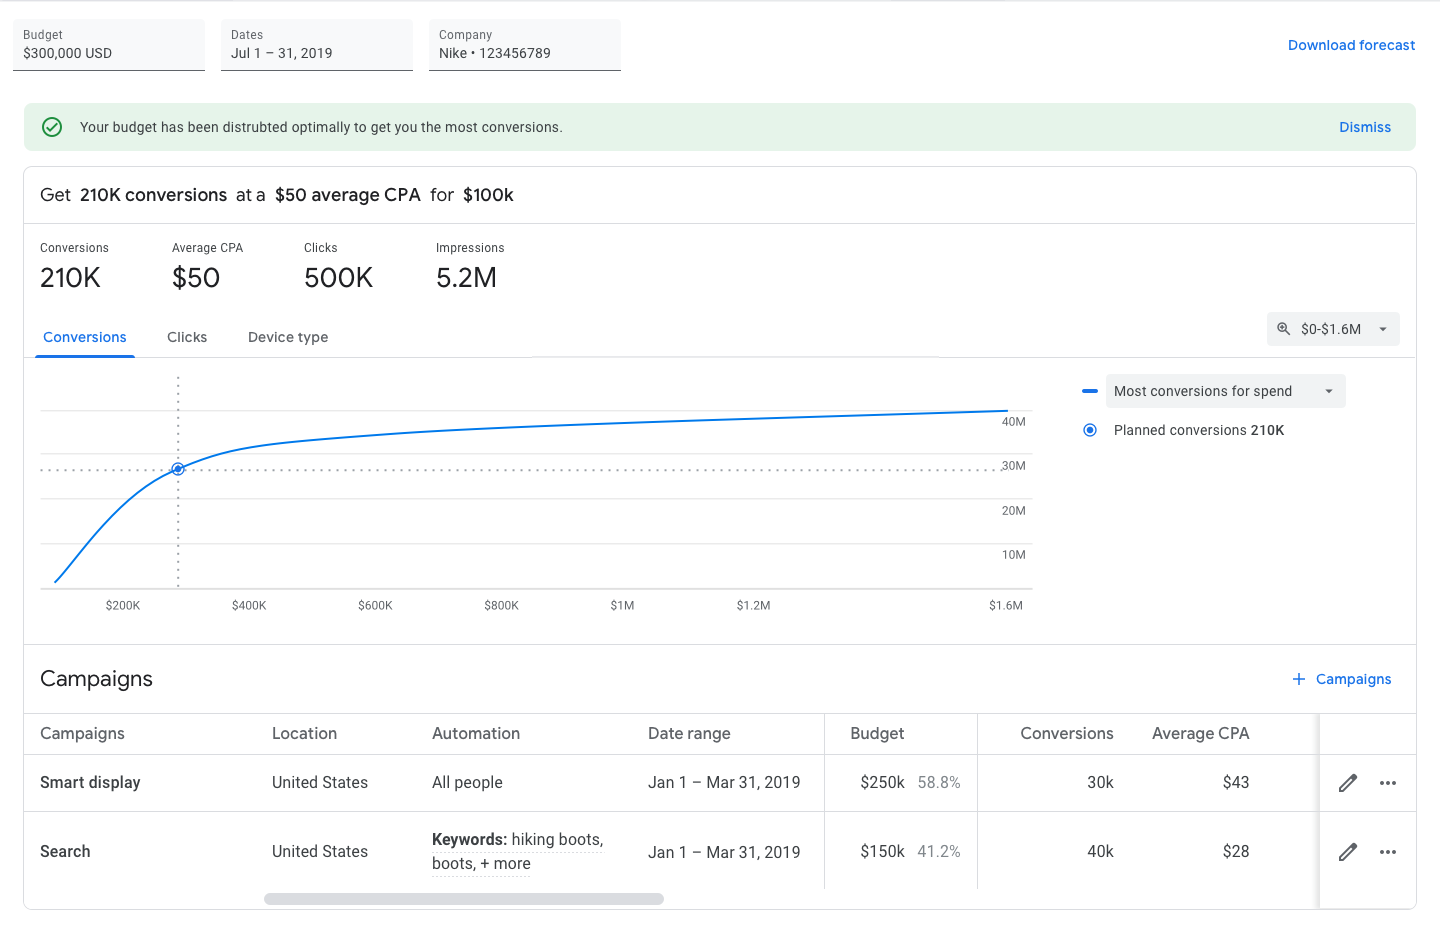 Budget
$300,000 USD
Dates
Jul 1 – 31, 2019
Company
Nike • 123456789
Download forecast
Your budget has been distrubted optimally to get you the most conversions.
Dismiss
Get 210K conversions at a $50 average CPA for $100k
Conversions
210K
Average CPA
$50
Clicks
500K
Impressions
5.2M
Conversions
Clicks
Device type
$0-$1.6M
Most conversions for spend
Planned conversions 210K
40M
30M
20M
10M
$200K $400K $600K $800K $1M $1.2M $1.6M
Campaigns
+ Campaigns
Campaigns Location Automation Date range Budget Conversions Average CPA
Smart display United States All people Jan 1 – Mar 31, 2019 $250k 58.8% 30k $43
Search United States Keywords: hiking boots, boots, + more Jan 1 – Mar 31, 2019 $150k 41.2% 40k $28